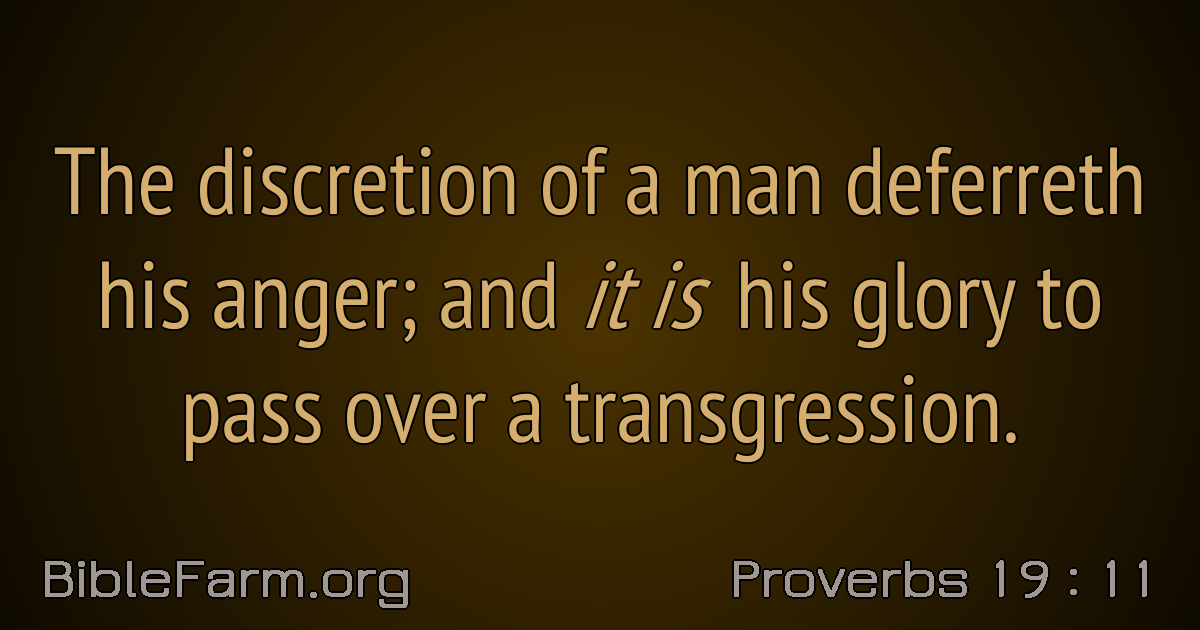 The discretion of a man deferreth
his anger; and it is his glory to
pass over a transgression.
BibleFarm.org
Proverbs 19 : 11